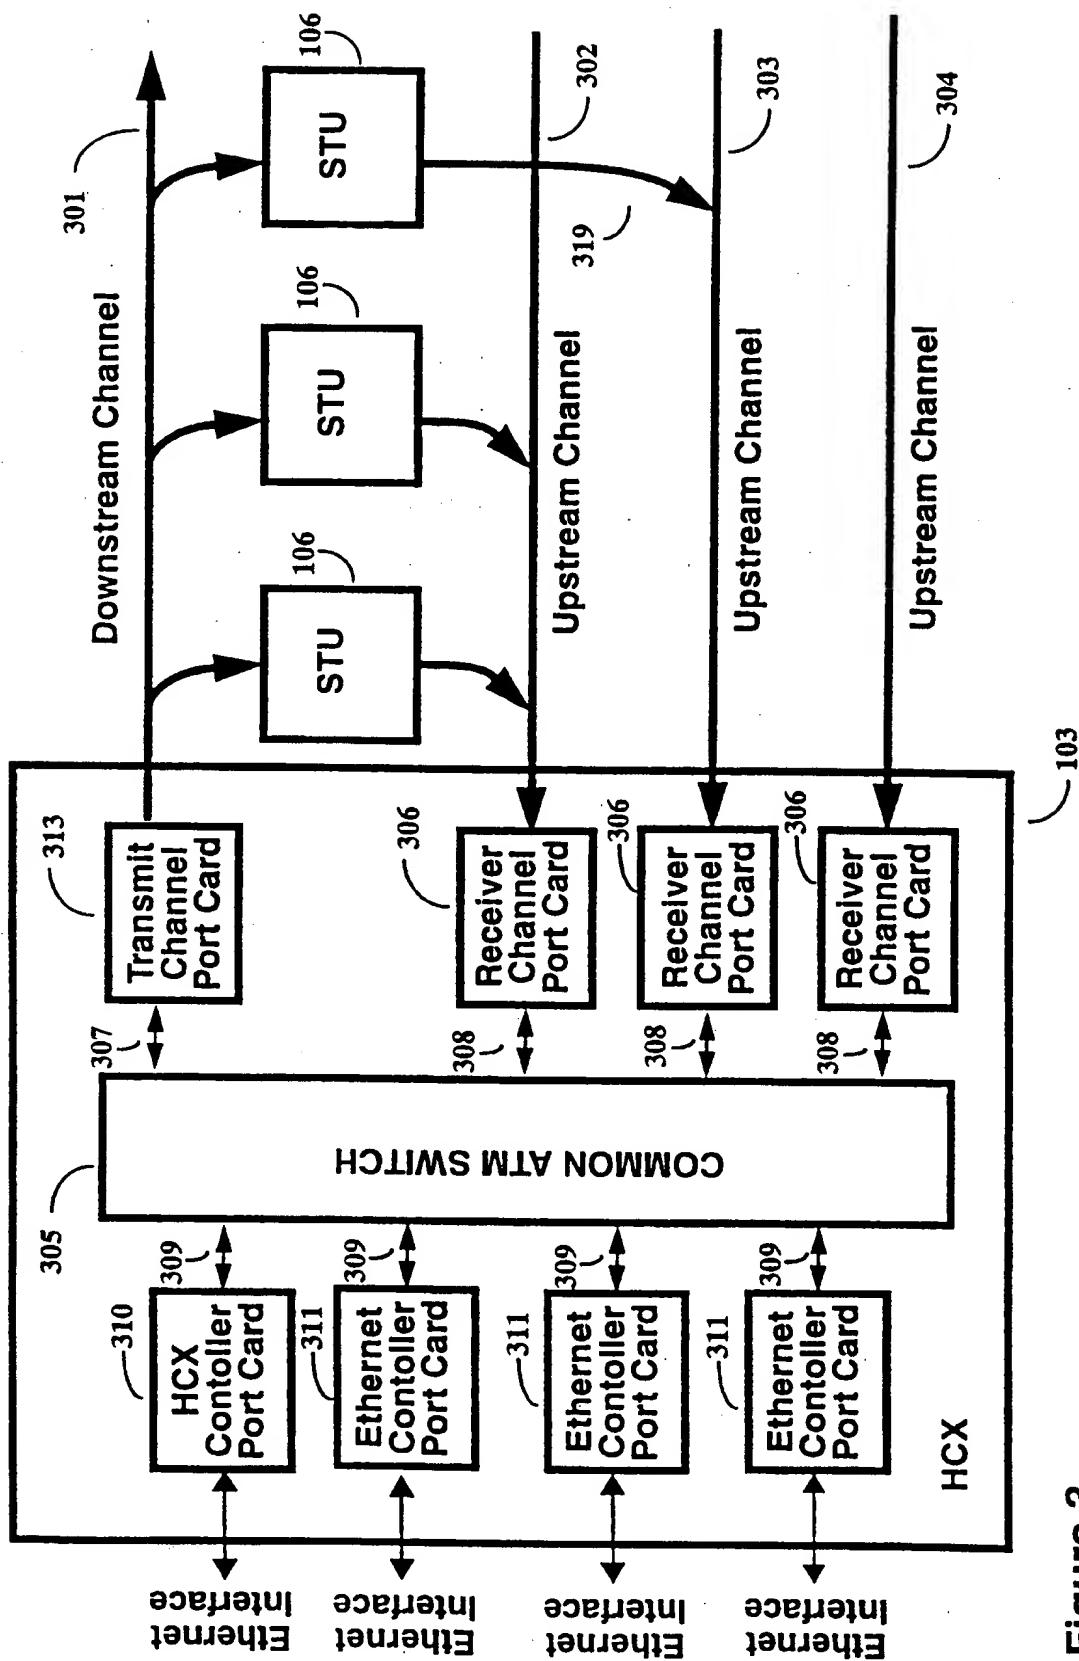 106
106
106
301
Downstream Channel
STU
STU
STU
302
303
304
319
Upstream Channel
Upstream Channel
Upstream Channel
103
313
Transmit
Channel
Port Card
306
Receiver
Channel
Port Card
306
Receiver
Channel
Port Card
306
Receiver
Channel
Port Card
307
308
308
308
305
COMMON ATM SWITCH
309
309
309
309
310
HCX
Contoller
Port Card
311
Ethernet
Contoller
Port Card
311
Ethernet
Contoller
Port Card
311
Ethernet
Contoller
Port Card
HCX
Ethernet
Interface
Ethernet
Interface
Ethernet
Interface
Ethernet
Interface
Figure